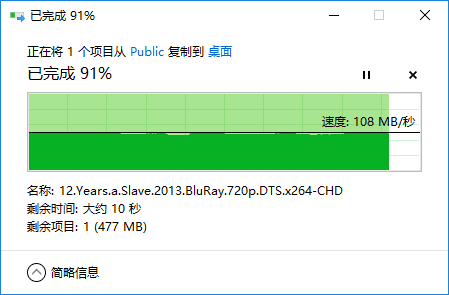 已完成 91%
正在将 1 个项目从 Public 复制到 桌面
已完成 91%
速度: 108 MB/秒
名称: 12.Years.a.Slave.2013.BluRay.720p.DTS.x264-CHD
剩余时间: 大约 10 秒
剩余项目: 1 (477 MB)
简略信息